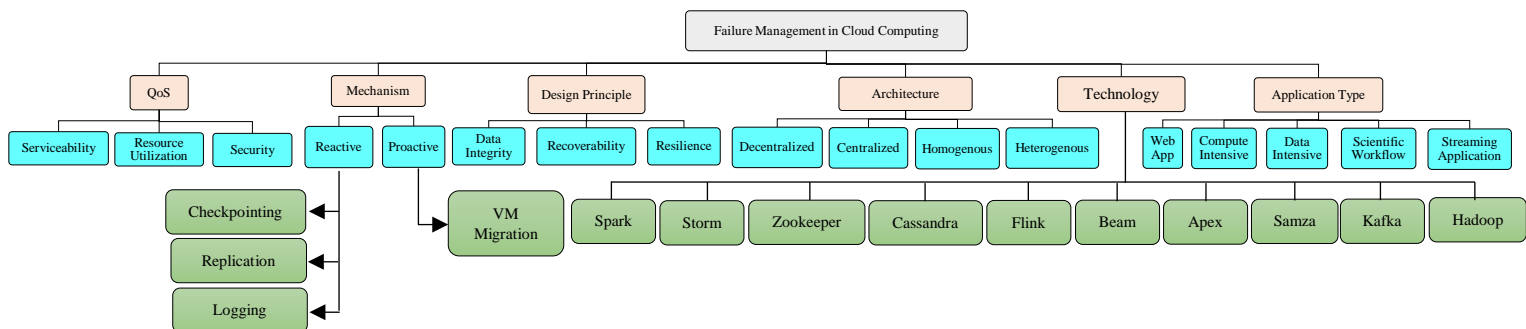 Failure Management in Cloud Computing
QoS
Mechanism
Design Principle
Architecture
Technology
Application Type
Serviceability
Resource
Utilization
Security
Reactive
Proactive
Data
Integrity
Recoverability
Resilience
Decentralized
Centralized
Homogenous
Heterogenous
Web
App
Compute
Intensive
Data
Intensive
Scientific
Workflow
Streaming
Application
Checkpointing
Replication
Logging
VM
Migration
Spark
Storm
Zookeeper
Cassandra
Flink
Beam
Apex
Samza
Kafka
Hadoop